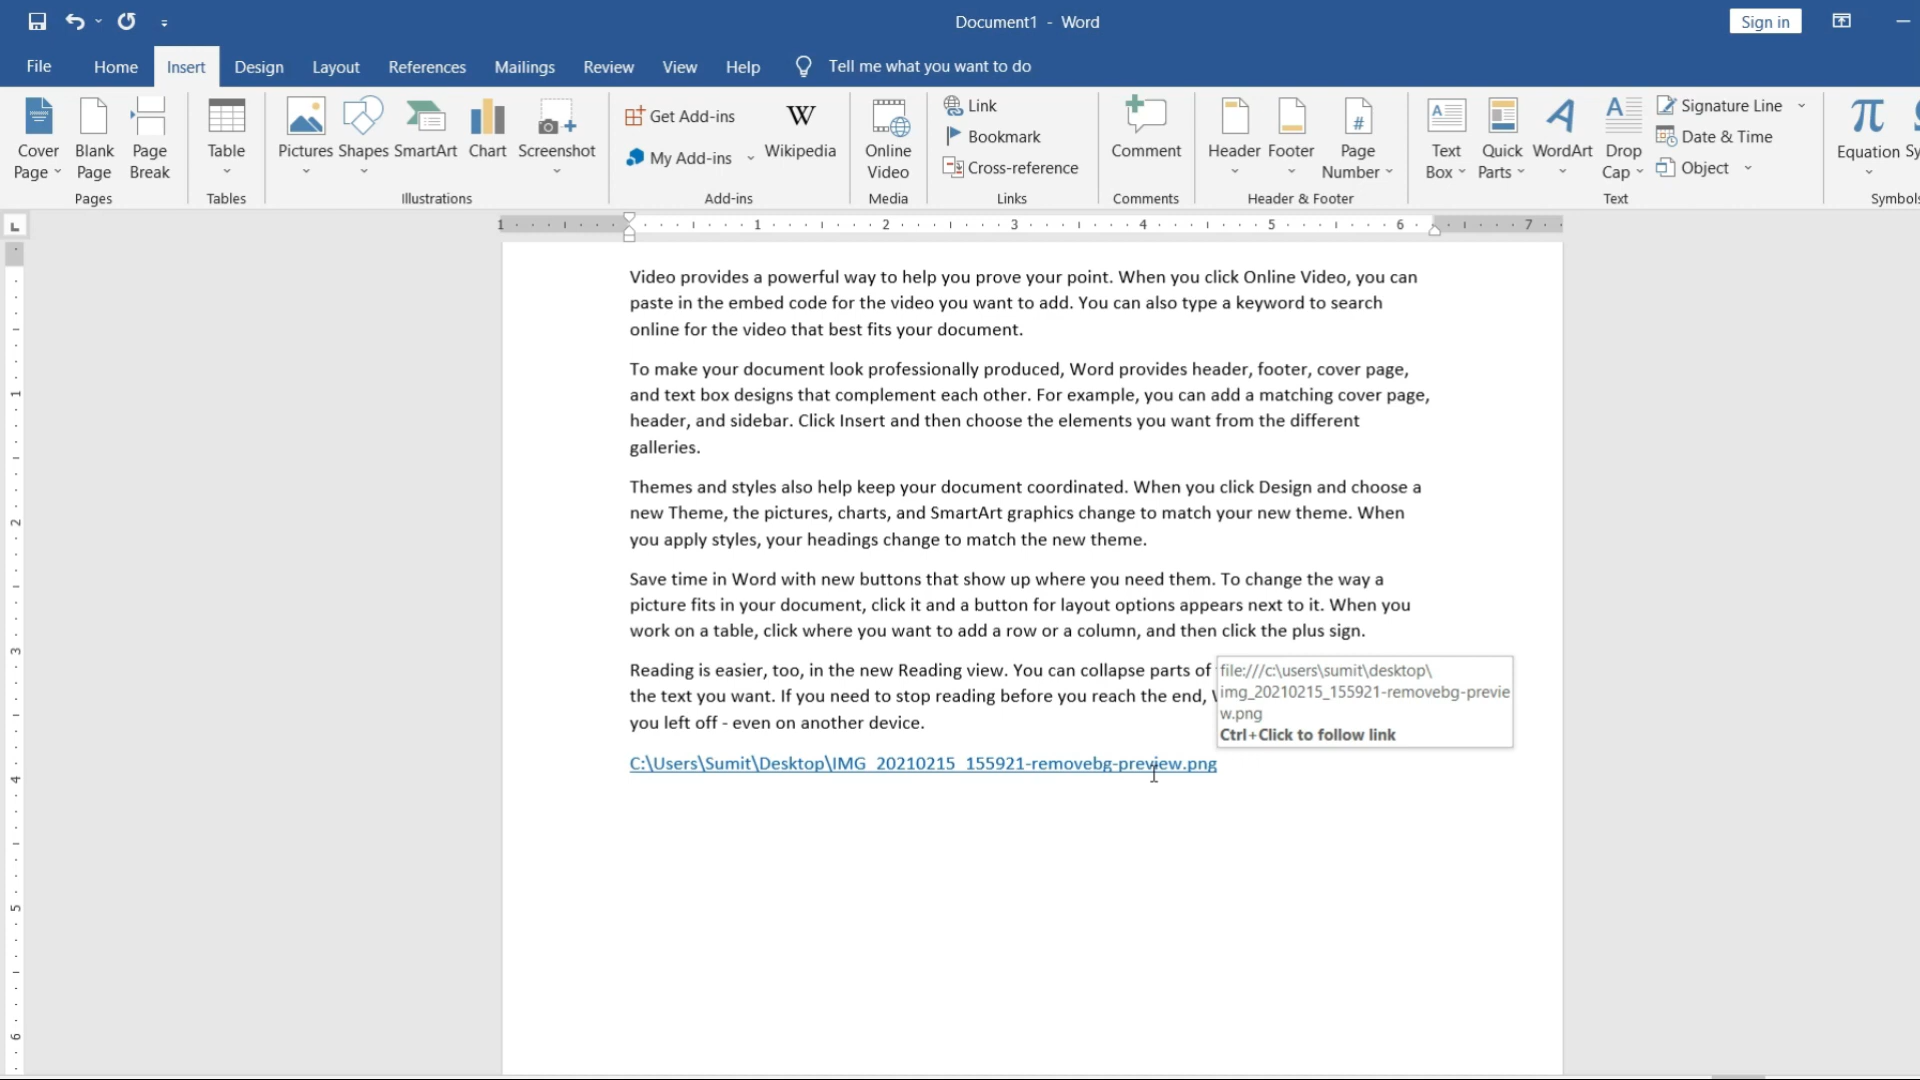 Document1 - Word
Sign in
File Home Insert Design Layout References Mailings Review View Help Tell me what you want to do
Cover Page
Blank Page
Page Break
Pages
Table
Tables
Pictures Shapes SmartArt Chart Screenshot
Illustrations
Get Add-ins
My Add-ins
W
Wikipedia
Add-ins
Online Video
Media
Link
Bookmark
Cross-reference
Links
Comment
Comments
Header Footer
# Page Number
Header & Footer
Text Box
Quick Parts
WordArt
Drop Cap
Signature Line
Date & Time
Object
Text
π
Equation Sy
Symbols
1 1 2 3 4 5 6 7
Video provides a powerful way to help you prove your point. When you click Online Video, you can
paste in the embed code for the video you want to add. You can also type a keyword to search
online for the video that best fits your document.
To make your document look professionally produced, Word provides header, footer, cover page,
and text box designs that complement each other. For example, you can add a matching cover page,
header, and sidebar. Click Insert and then choose the elements you want from the different
galleries.
Themes and styles also help keep your document coordinated. When you click Design and choose a
new Theme, the pictures, charts, and SmartArt graphics change to match your new theme. When
you apply styles, your headings change to match the new theme.
Save time in Word with new buttons that show up where you need them. To change the way a
picture fits in your document, click it and a button for layout options appears next to it. When you
work on a table, click where you want to add a row or a column, and then click the plus sign.
Reading is easier, too, in the new Reading view. You can collapse parts of
the text you want. If you need to stop reading before you reach the end,
you left off - even on another device.
file:///c:\users\sumit\desktop\
img_20210215_155921-removebg-previe
w.png
Ctrl+Click to follow link
C:\Users\Sumit\Desktop\IMG_20210215_155921-removebg-preview.png
1
2
3
4
5
6